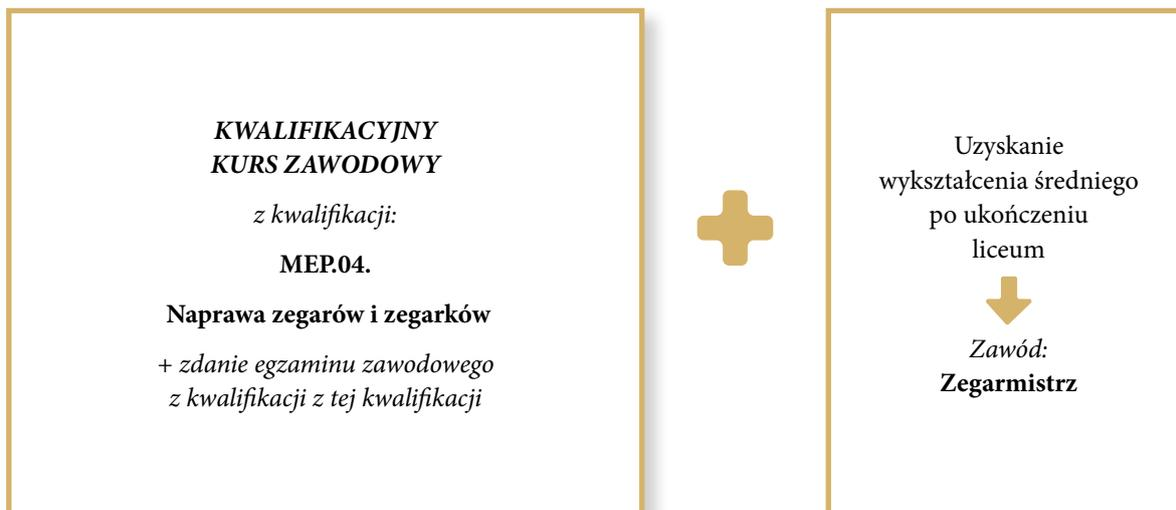 KWALIFIKACYJNY
KURS ZAWODOWY
z kwalifikacji:
MEP.04.
Naprawa zegarów i zegarków
+ zdanie egzaminu zawodowego
z kwalifikacji z tej kwalifikacji
Uzyskanie
wykształcenia średniego
po ukończeniu
liceum
Zawód:
Zegarmistrz